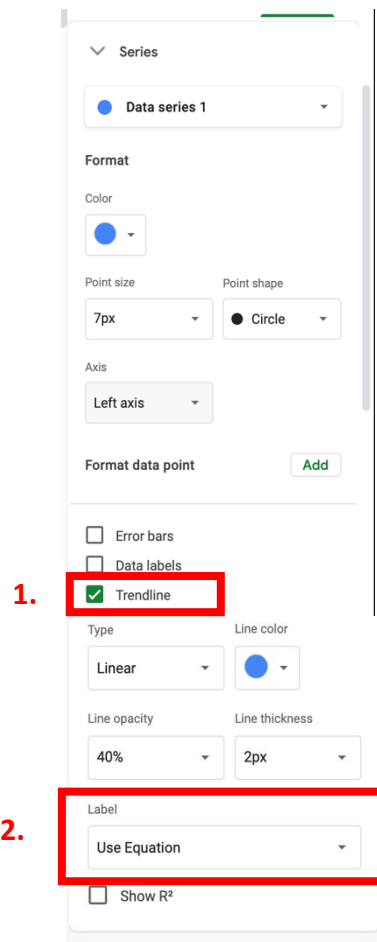 Series
Data series 1
Format
Color
Point size Point shape
7px Circle
Axis
Left axis
Format data point Add
Error bars
Data labels
1. Trendline
Type Line color
Linear
Line opacity Line thickness
40% 2px
Label
2. Use Equation
Show R²